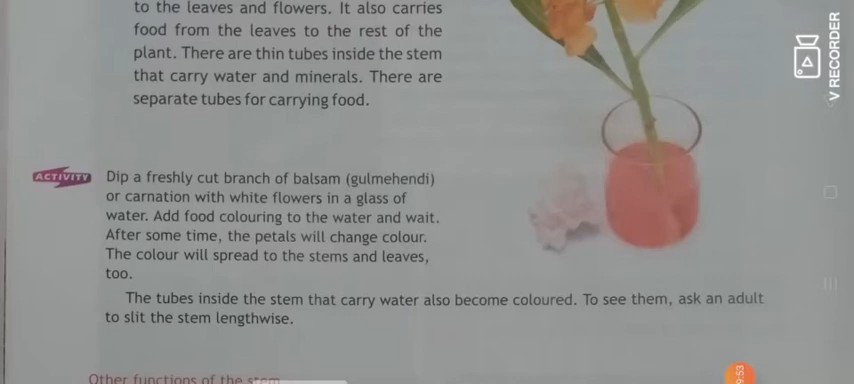 to the leaves and flowers. It also carries
food from the leaves to the rest of the
plant. There are thin tubes inside the stem
that carry water and minerals. There are
separate tubes for carrying food.
ACTIVITY
Dip a freshly cut branch of balsam (gulmehendi)
or carnation with white flowers in a glass of
water. Add food colouring to the water and wait.
After some time, the petals will change colour.
The colour will spread to the stems and leaves,
too.
The tubes inside the stem that carry water also become coloured. To see them, ask an adult
to slit the stem lengthwise.
Other functions of the stem
V RECORDER